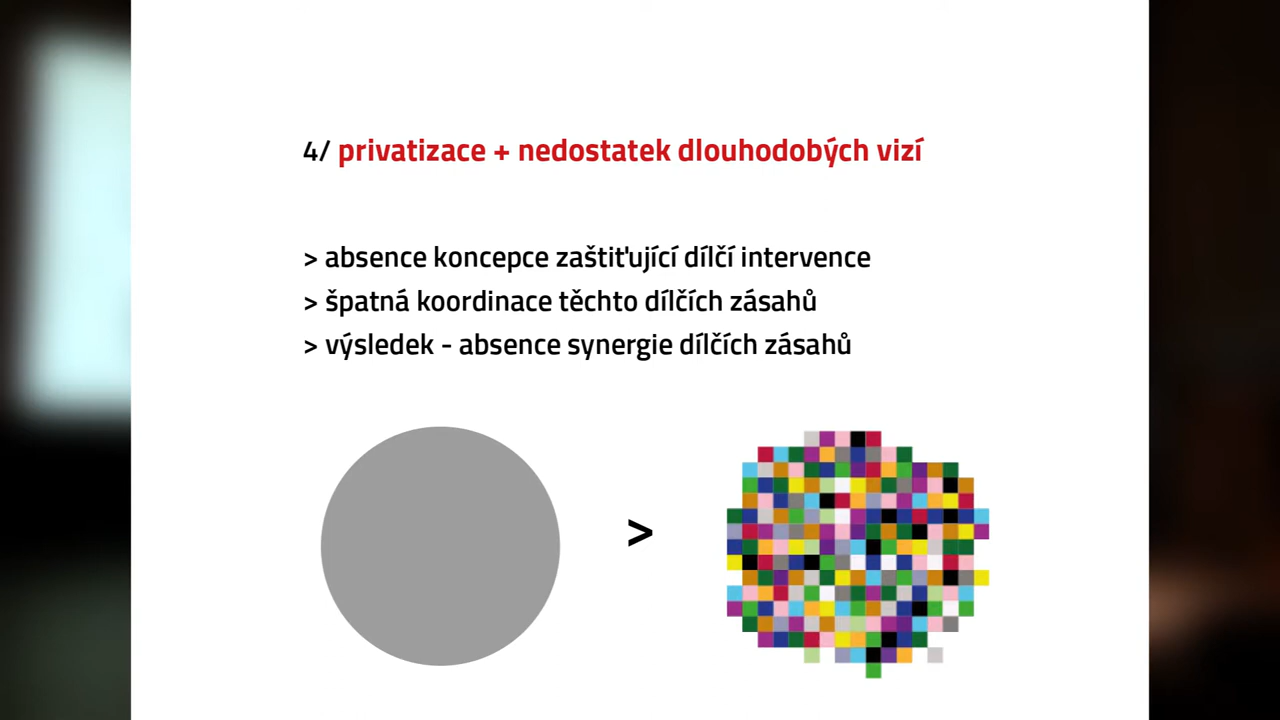 4/ privatizace + nedostatek dlouhodobých vizí
> absence koncepce zaštiťující dílčí intervence
> špatná koordinace těchto dílčích zásahů
> výsledek - absence synergie dílčích zásahů
>